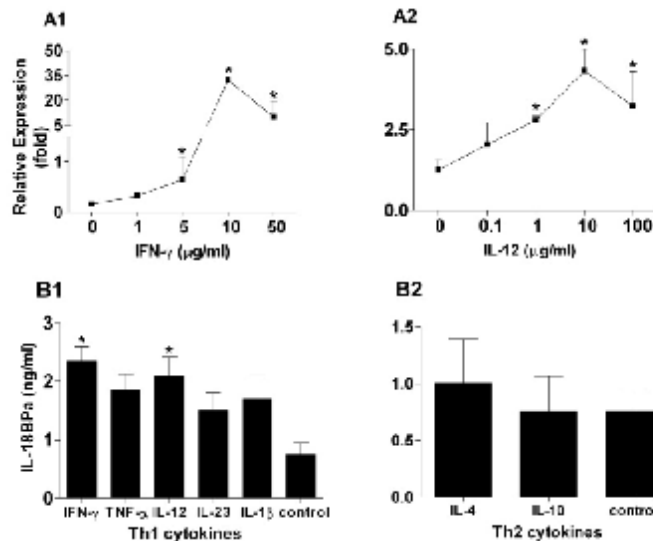 A1
A2
Relative Expression
(fold)
50
35
20
5
1
0
*
*
*
0 1 5 10 50
IFN-γ (μg/ml)
5.0
2.5
0.0
*
*
*
0 0.1 1 10 100
IL-12 (μg/ml)
B1
B2
IL-18BPa (ng/ml)
3
2
1
0
*
*
IFN-γ TNF-α IL-12 IL-23 IL-1β control
Th1 cytokines
1.5
1.0
0.5
0.0
IL-4 IL-10 control
Th2 cytokines